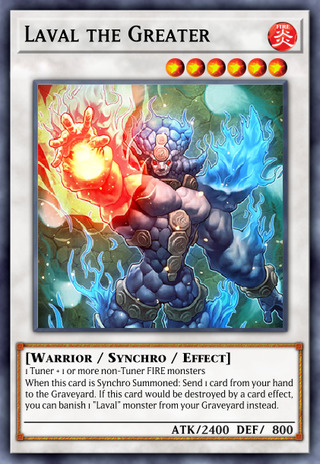 Laval the Greater
FIRE
炎
[Warrior / Synchro / Effect]
1 Tuner + 1 or more non-Tuner FIRE monsters
When this card is Synchro Summoned: Send 1 card from your hand
to the Graveyard. If this card would be destroyed by a card effect,
you can banish 1 "Laval" monster from your Graveyard instead.
ATK/2400 DEF/ 800